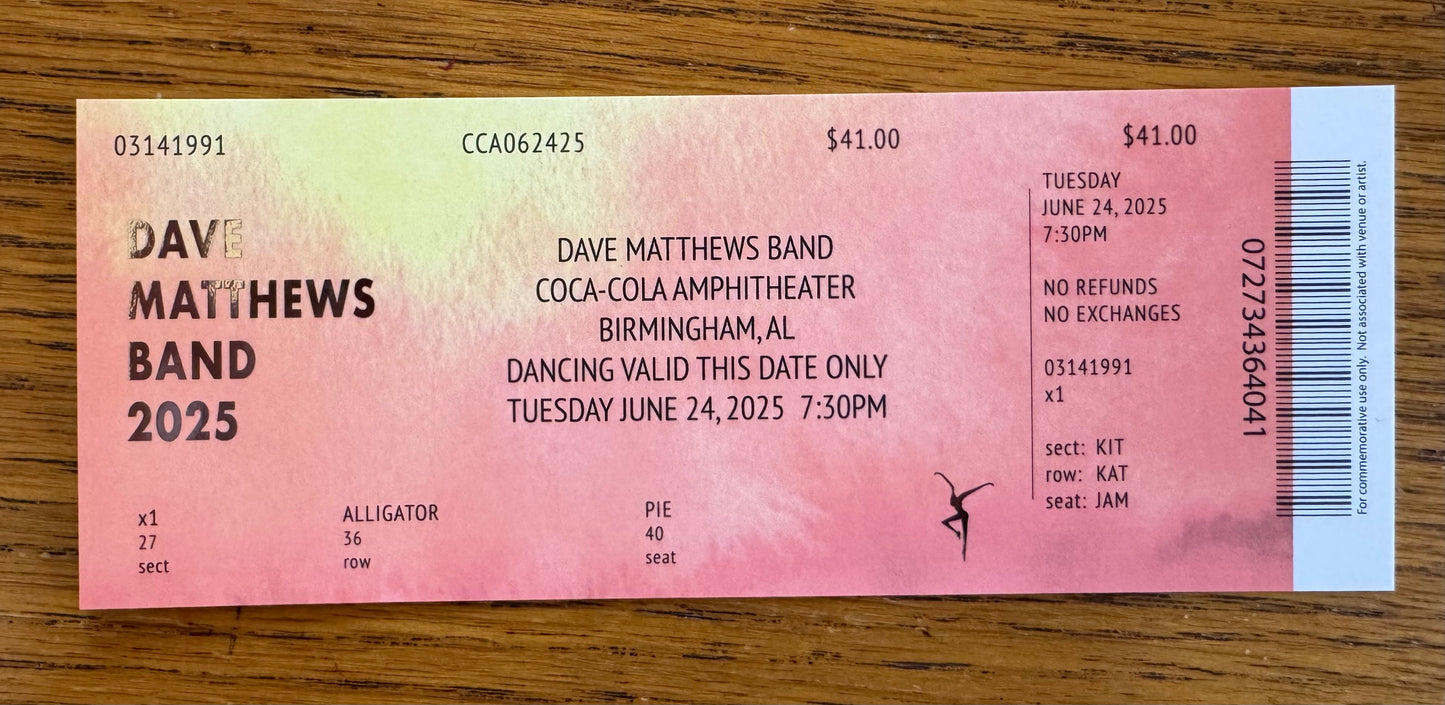 03141991
CCA062425
$41.00
$41.00
DAVE
MATTHEWS
BAND
2025
DAVE MATTHEWS BAND
COCA-COLA AMPHITHEATER
BIRMINGHAM, AL
DANCING VALID THIS DATE ONLY
TUESDAY JUNE 24, 2025 7:30PM
x1
27
sect
ALLIGATOR
36
row
PIE
40
seat
TUESDAY
JUNE 24, 2025
7:30PM
NO REFUNDS
NO EXCHANGES
03141991
x1
sect: KIT
row: KAT
seat: JAM
072734364041
For commemorative use only. Not associated with venue or artist.